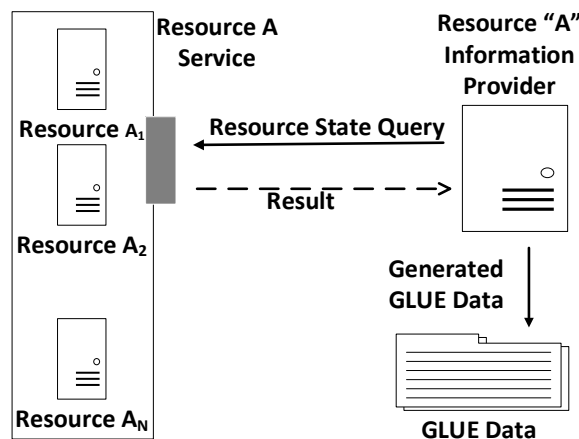 Resource A
Service
Resource “A”
Information
Provider
Resource A₁
Resource State Query
Result
Resource A₂
Generated
GLUE Data
Resource Aₙ
GLUE Data